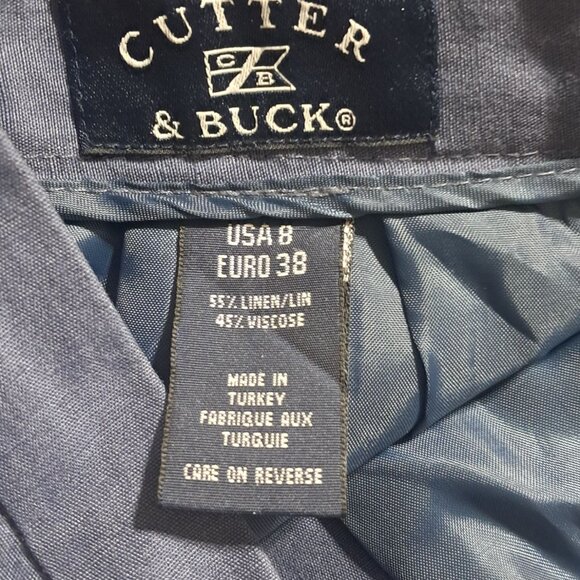 CUTTER
C B
& BUCK®
USA 8
EURO 38
55% LINEN/LIN
45% VISCOSE
MADE IN
TURKEY
FABRIQUE AUX
TURGUIE
CARE ON REVERSE